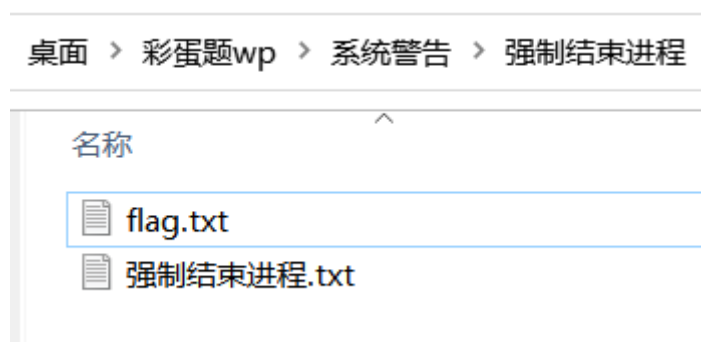 桌面 > 彩蛋题wp > 系统警告 > 强制结束进程
名称
flag.txt
强制结束进程.txt